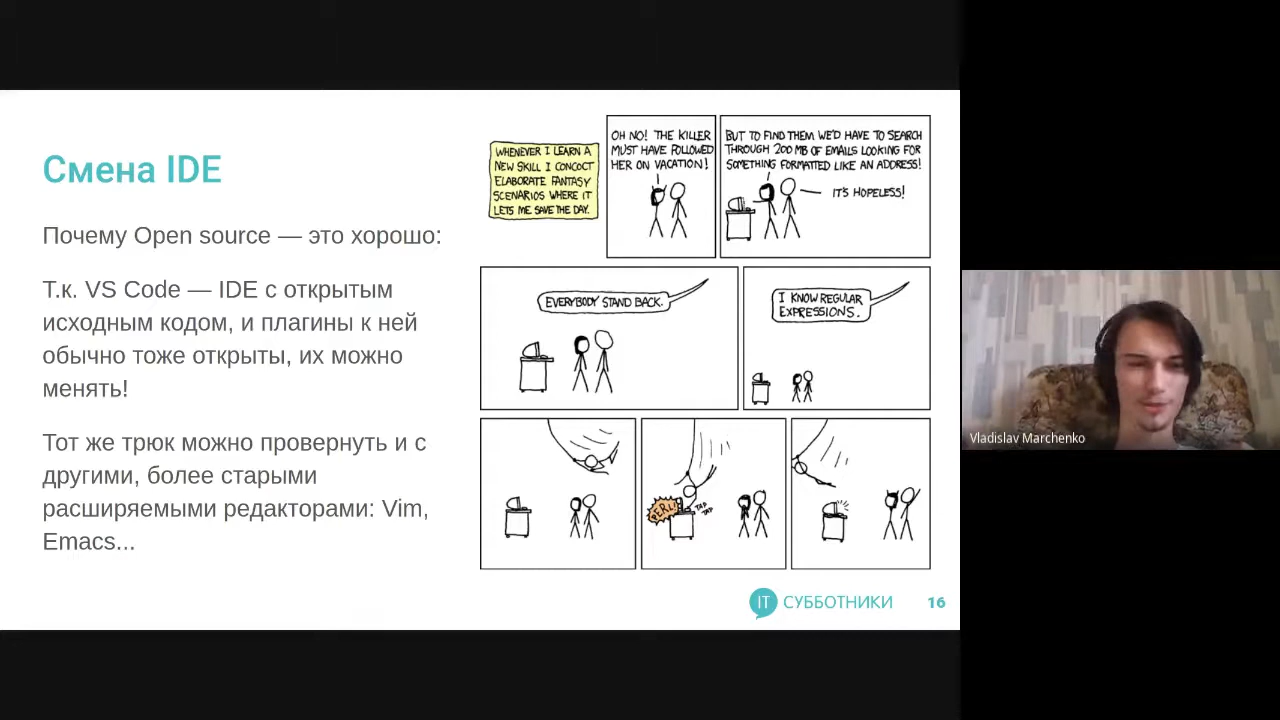 Смена IDE
Почему Open source — это хорошо:
Т.к. VS Code — IDE с открытым
исходным кодом, и плагины к ней
обычно тоже открыты, их можно
менять!
Тот же трюк можно провернуть и с
другими, более старыми
расширяемыми редакторами: Vim,
Emacs...
WHENEVER I LEARN A
NEW SKILL I CONCOCT
ELABORATE FANTASY
SCENARIOS WHERE IT
LETS ME SAVE THE DAY.
OH NO! THE KILLER
MUST HAVE FOLLOWED
HER ON VACATION!
BUT TO FIND THEM WE'D HAVE TO SEARCH
THROUGH 200 MB OF EMAILS LOOKING FOR
SOMETHING FORMATTED LIKE AN ADDRESS!
IT'S HOPELESS!
EVERYBODY STAND BACK.
I KNOW REGULAR
EXPRESSIONS.
PERL!
TAP
TAP
IT СУББОТНИКИ 16
Vladislav Marchenko